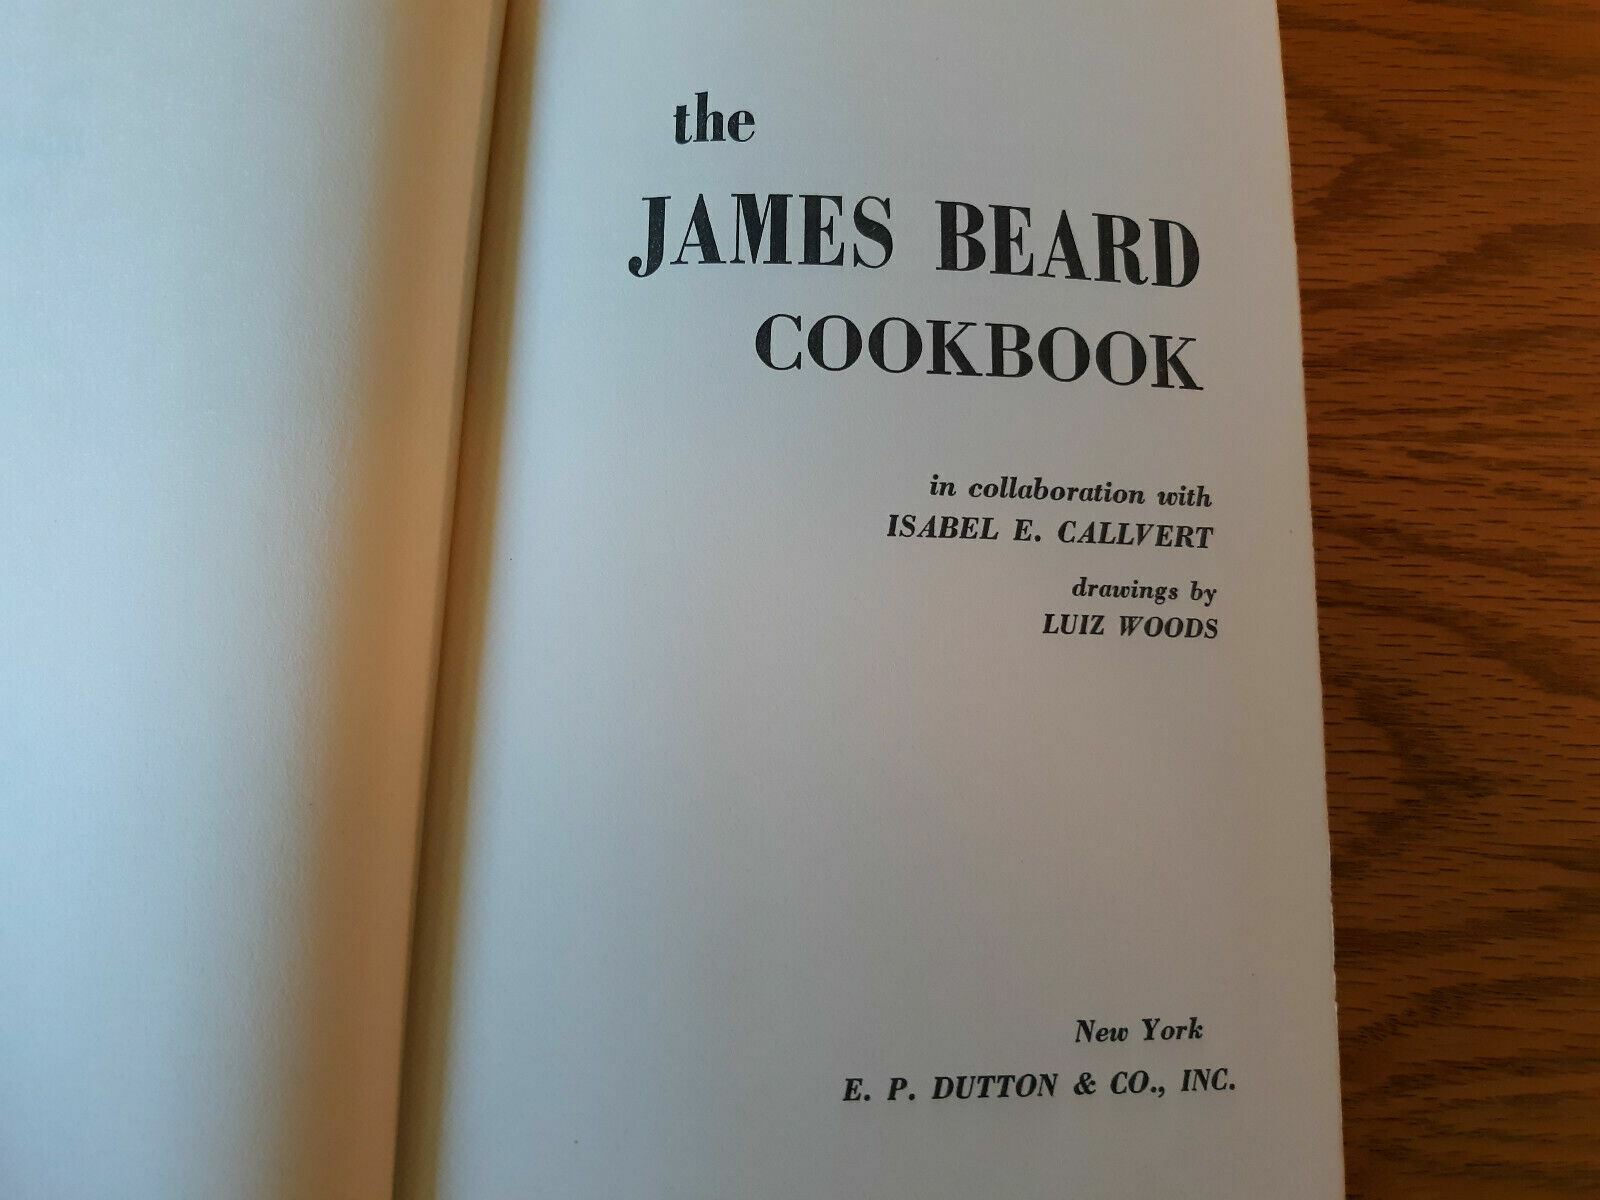 the
JAMES BEARD
COOKBOOK
in collaboration with
ISABEL E. CALLVERT
drawings by
LUIZ WOODS
New York
E. P. DUTTON & CO., INC.